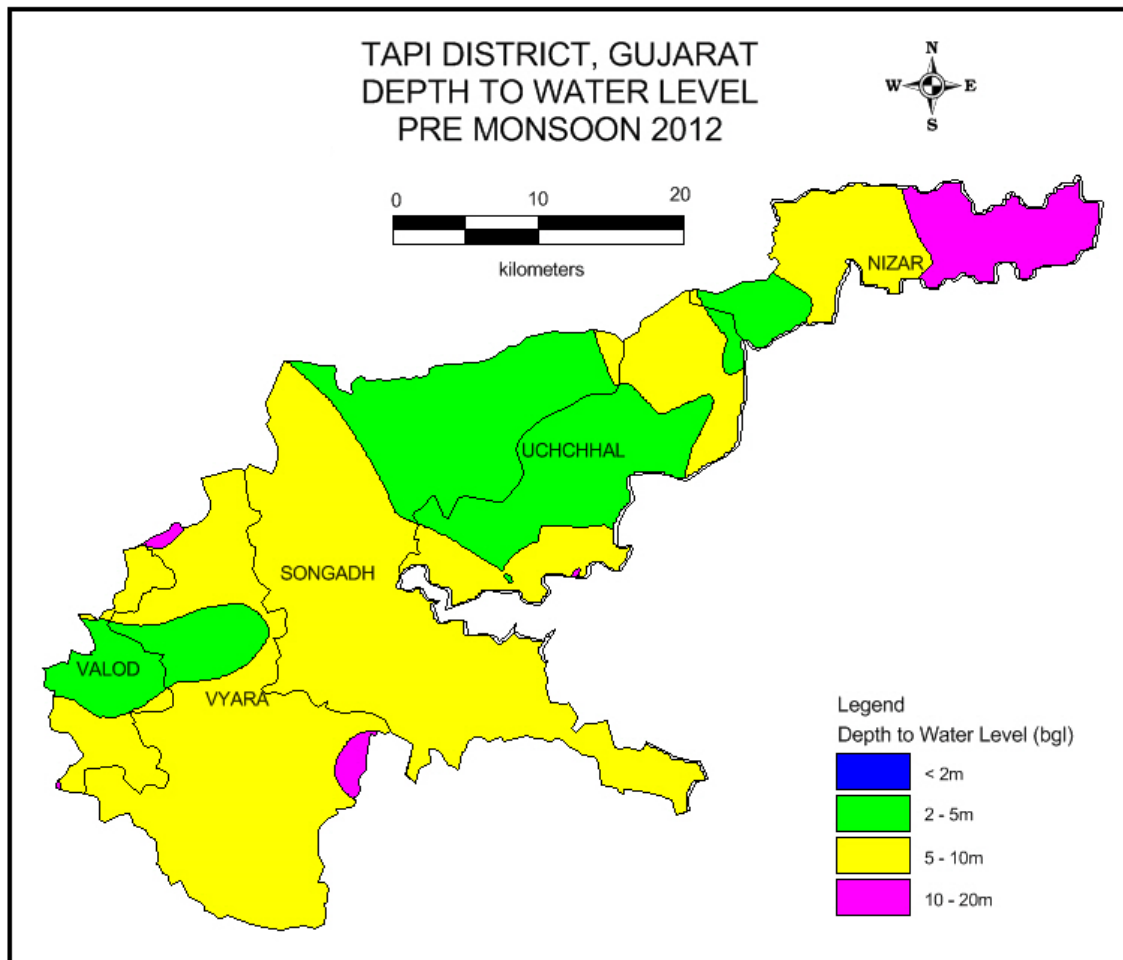 TAPI DISTRICT, GUJARAT
DEPTH TO WATER LEVEL
PRE MONSOON 2012
N
W E
S
0 10 20
kilometers
NIZAR
UCHCHHAL
SONGADH
VALOD
VYARA
Legend
Depth to Water Level (bgl)
< 2m
2 - 5m
5 - 10m
10 - 20m